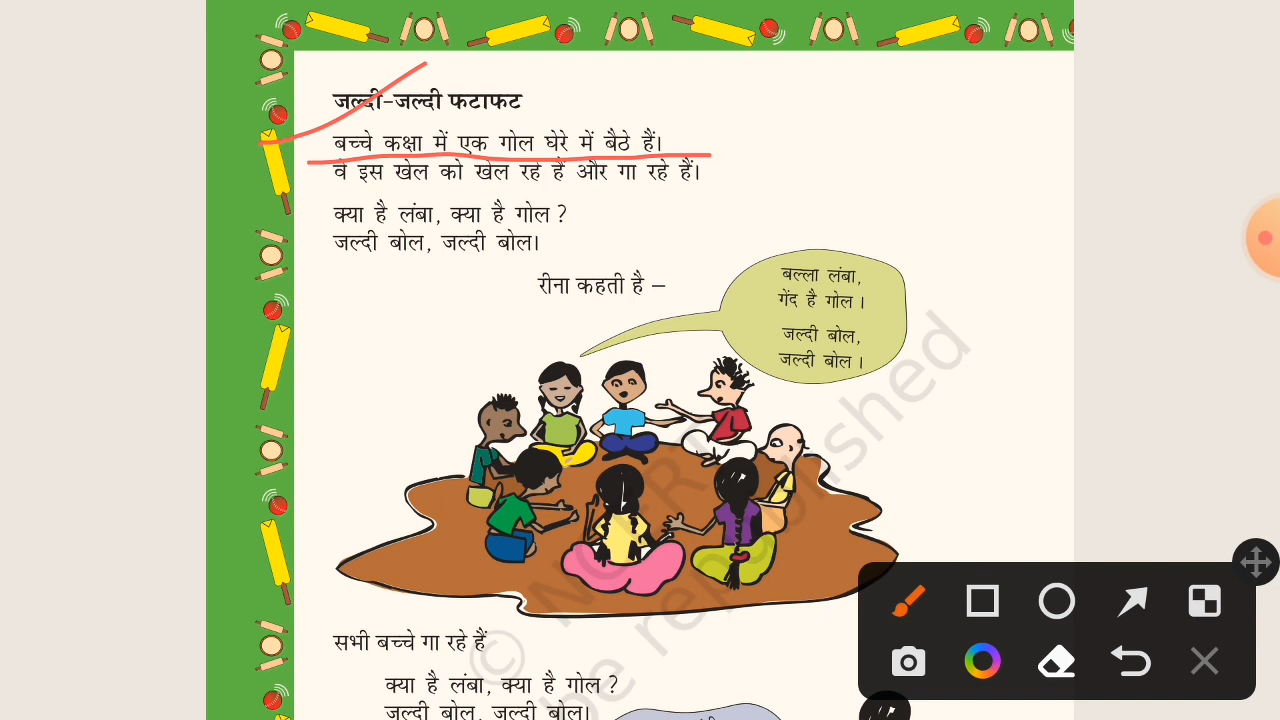 जल्दी-जल्दी फटाफट
बच्चे कक्षा में एक गोल घेरे में बैठे हैं।
वे इस खेल को खेल रहे हैं और गा रहे हैं।
क्या है लंबा, क्या है गोल ?
जल्दी बोल, जल्दी बोल।
रीना कहती है –
बल्ला लंबा,
गेंद है गोल ।
जल्दी बोल,
जल्दी बोल ।
सभी बच्चे गा रहे हैं
क्या है लंबा, क्या है गोल ?
जल्दी बोल, जल्दी बोल।